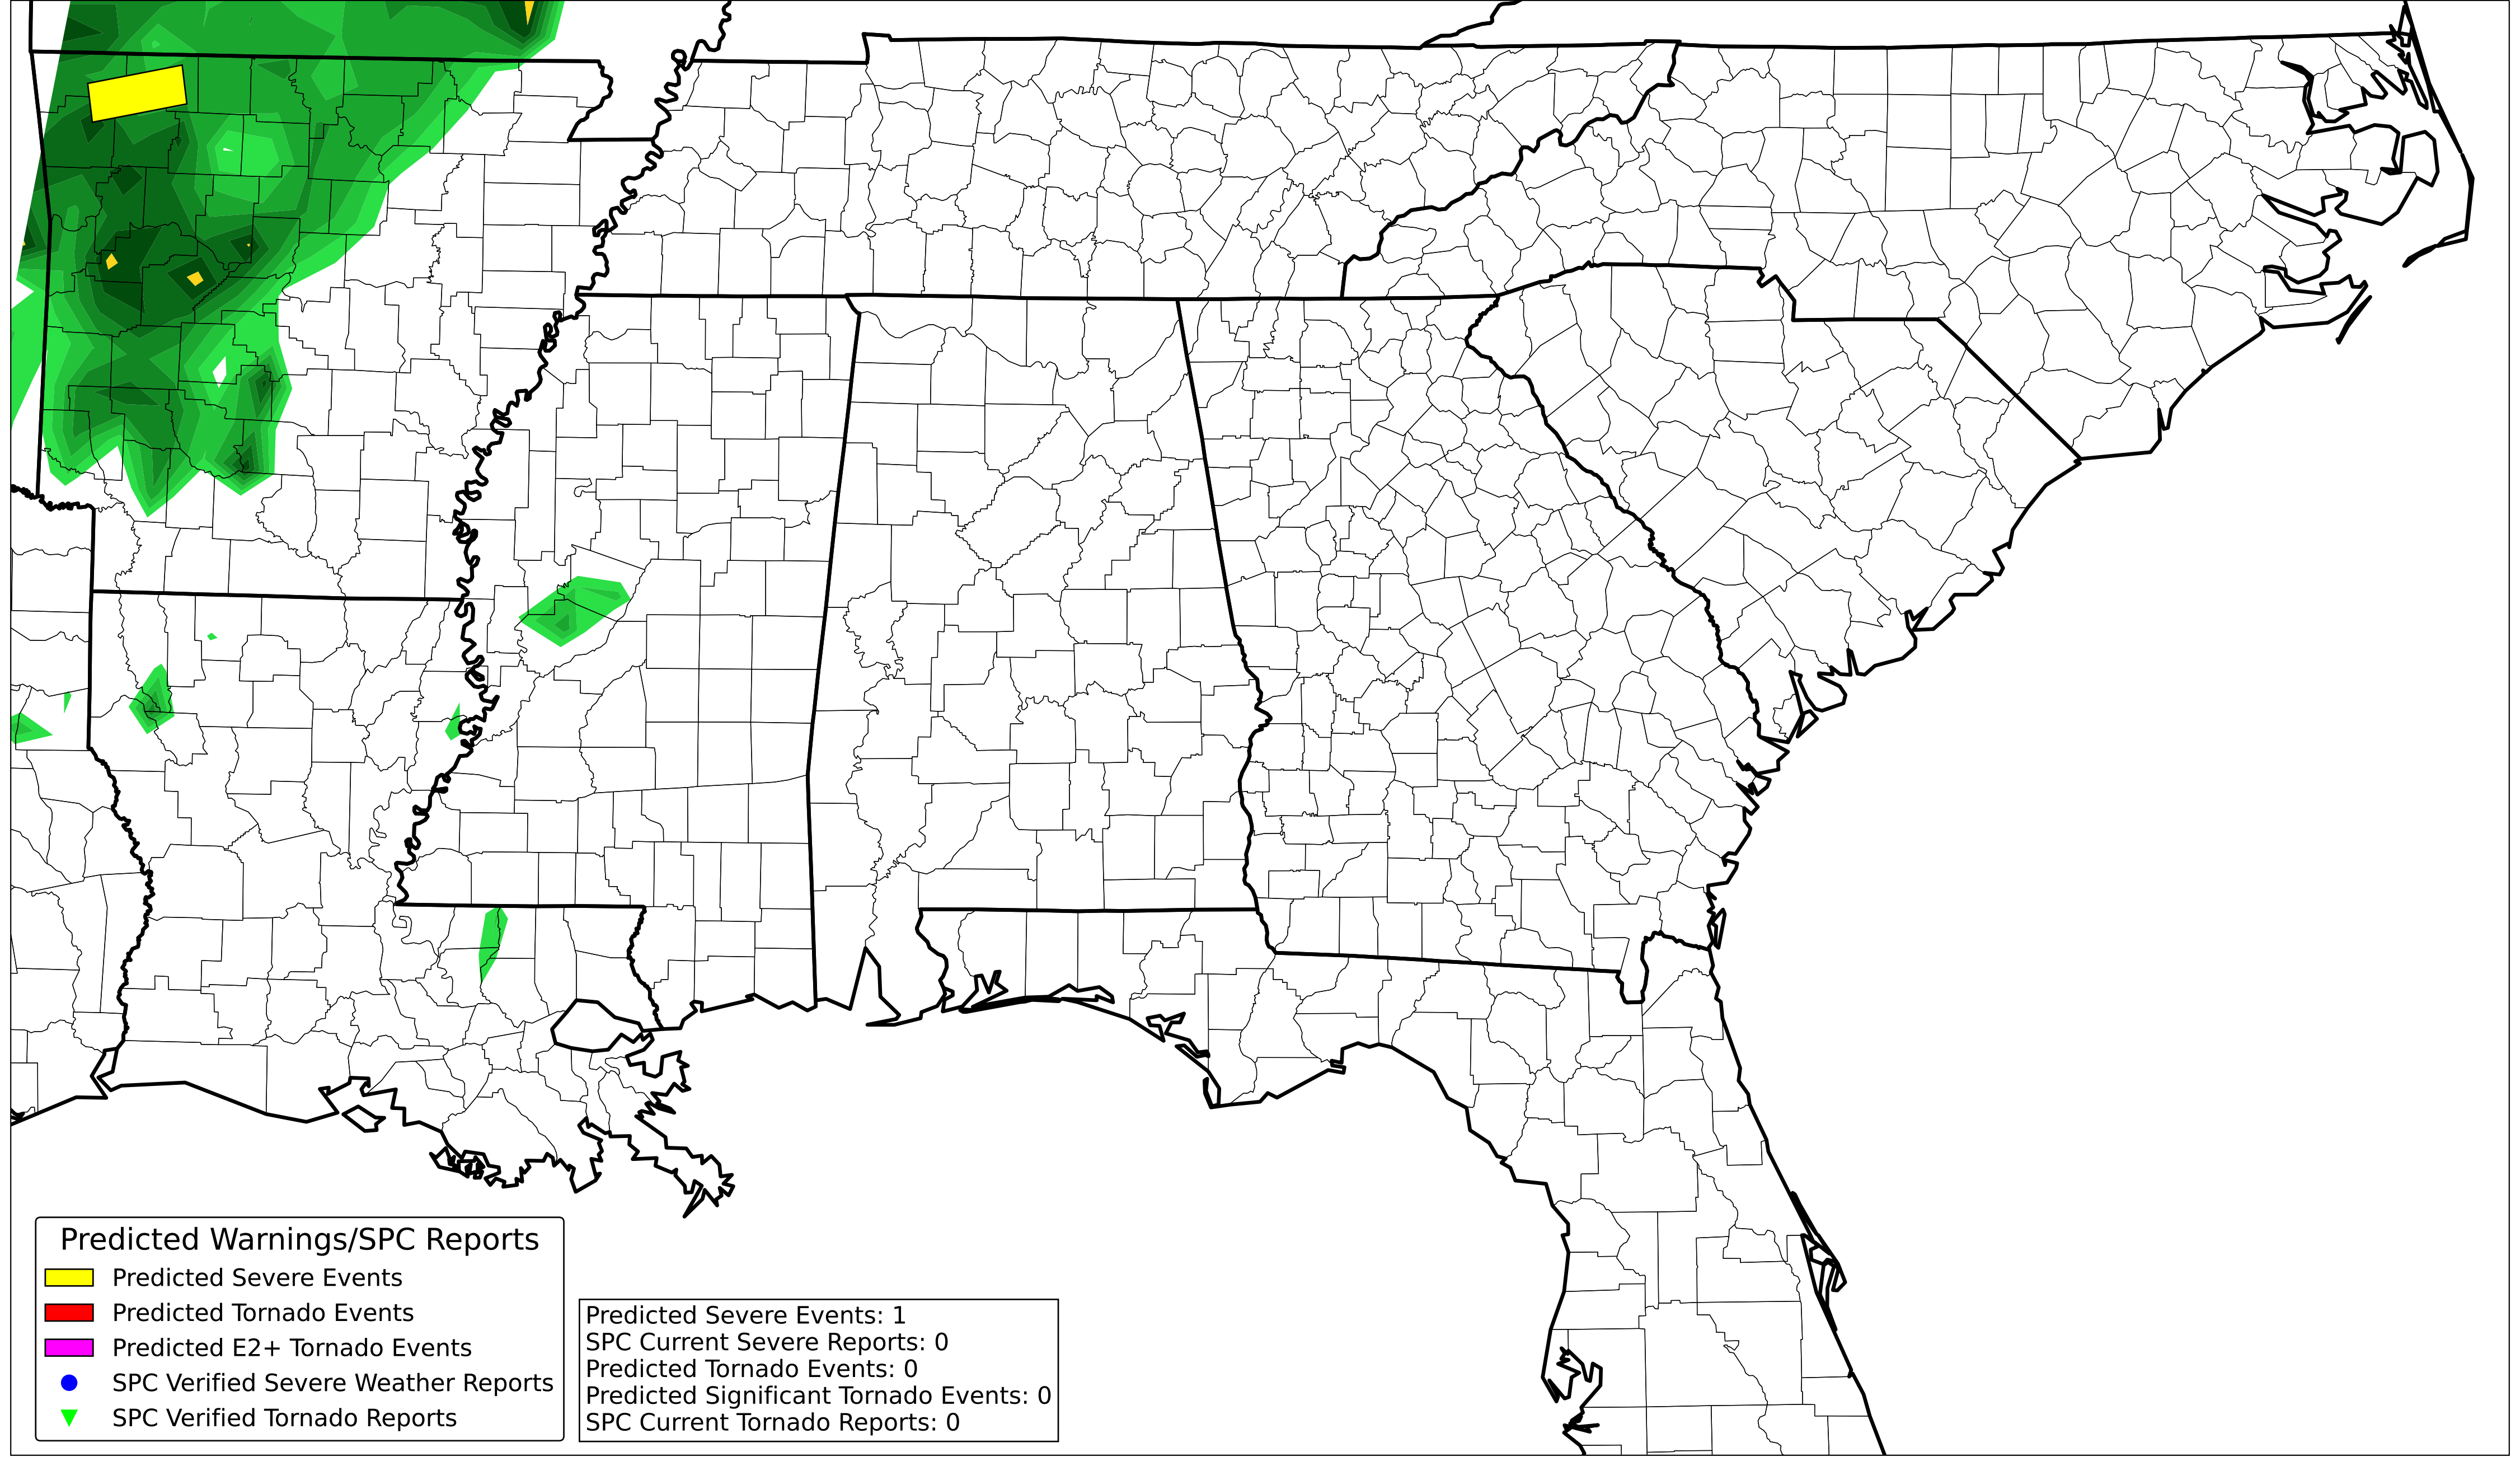 Predicted Warnings/SPC Reports
Predicted Severe Events
Predicted Tornado Events
Predicted E2+ Tornado Events
SPC Verified Severe Weather Reports
SPC Verified Tornado Reports
Predicted Severe Events: 1
SPC Current Severe Reports: 0
Predicted Tornado Events: 0
Predicted Significant Tornado Events: 0
SPC Current Tornado Reports: 0